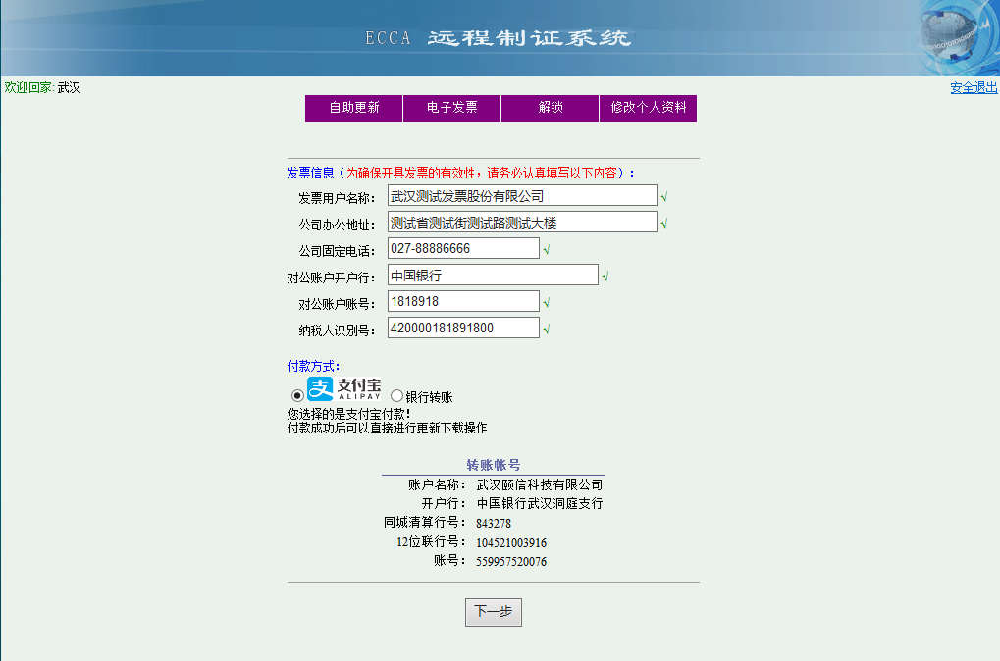 ECCA 远程制证系统
欢迎回家: 武汉 安全退出
自助更新 电子发票 解锁 修改个人资料
发票信息（为确保开具发票的有效性，请务必认真填写以下内容）：
发票用户名称： 武汉测试发票股份有限公司 √
公司办公地址： 测试省测试街测试路测试大楼 √
公司固定电话： 027-88886666 √
对公账户开户行： 中国银行 √
对公账户账号： 1818918 √
纳税人识别号： 420000181891800 √
付款方式：
支 支付宝 ALIPAY 银行转账
您选择的是支付宝付款！
付款成功后可以直接进行更新下载操作
转账帐号
账户名称： 武汉颐信科技有限公司
开户行： 中国银行武汉洞庭支行
同城清算行号： 843278
12位联行号： 104521003916
账号： 559957520076
下一步